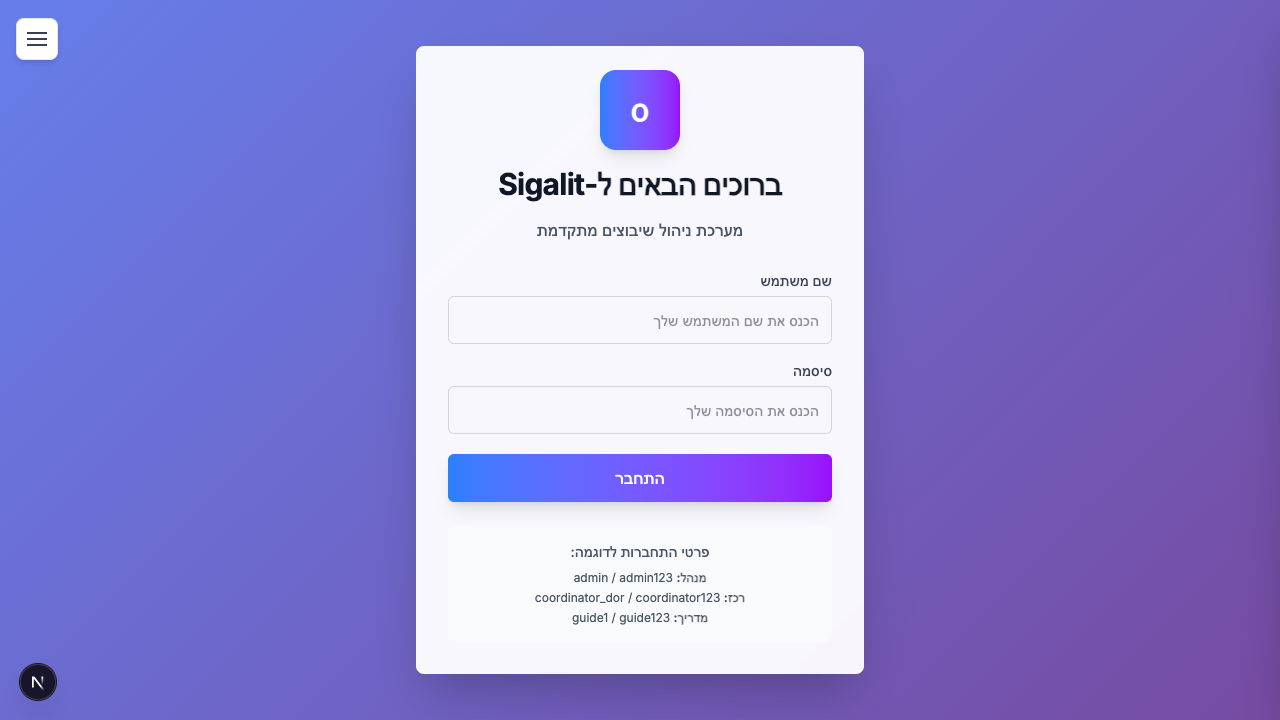 ס
ברוכים הבאים ל-Sigalit
מערכת ניהול שיבוצים מתקדמת
שם משתמש
הכנס את שם המשתמש שלך
סיסמה
הכנס את הסיסמה שלך
התחבר
פרטי התחברות לדוגמה:
מנהל: admin / admin123
רכז: coordinator_dor / coordinator123
מדריך: guide1 / guide123
N